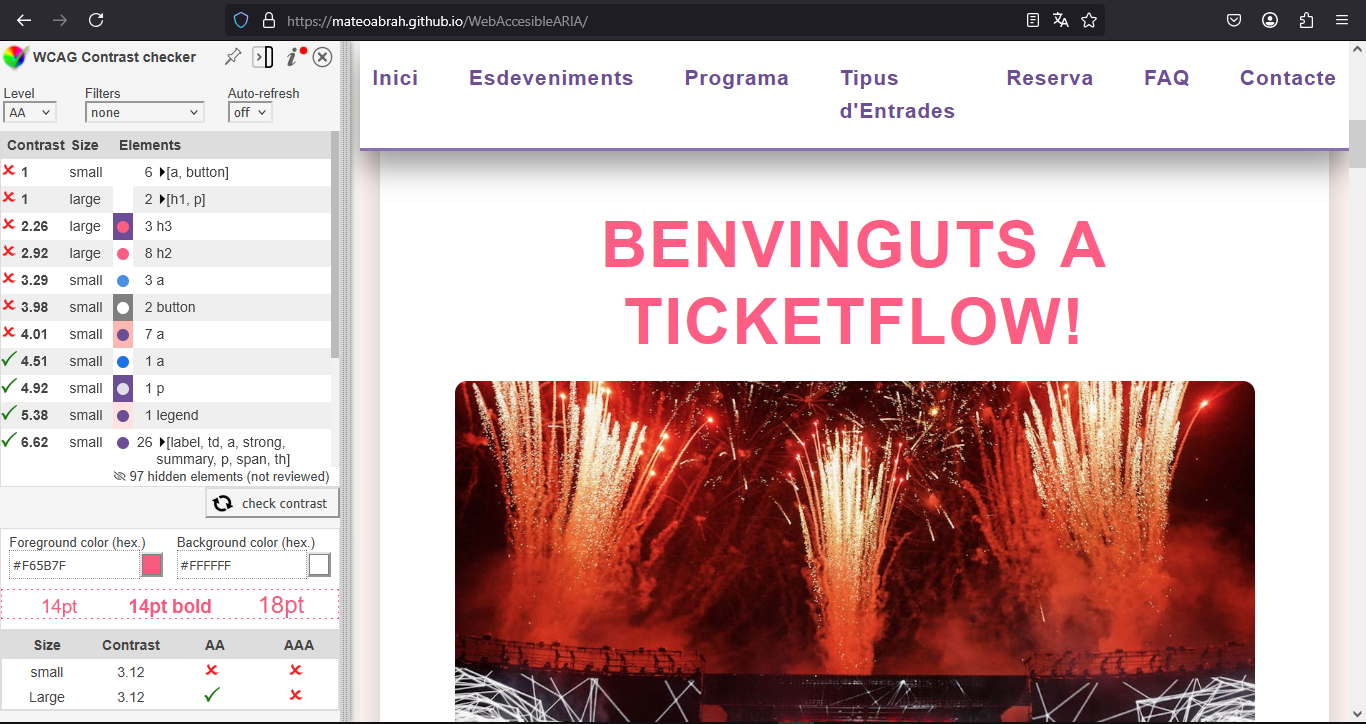 https://mateoabrah.github.io/WebAccesibleARIA/
WCAG Contrast checker
Level Filters Auto-refresh
AA none off
Contrast Size Elements
1 small 6 [a, button]
1 large 2 [h1, p]
2.26 large 3 h3
2.92 large 8 h2
3.29 small 3 a
3.98 small 2 button
4.01 small 7 a
4.51 small 1 a
4.92 small 1 p
5.38 small 1 legend
6.62 small 26 [label, td, a, strong,
summary, p, span, th]
97 hidden elements (not reviewed)
check contrast
Foreground color (hex.) Background color (hex.)
#F65B7F #FFFFFF
14pt 14pt bold 18pt
Size Contrast AA AAA
small 3.12
Large 3.12
Inici Esdeveniments Programa Tipus d'Entrades Reserva FAQ Contacte
BENVINGUTS A
TICKETFLOW!